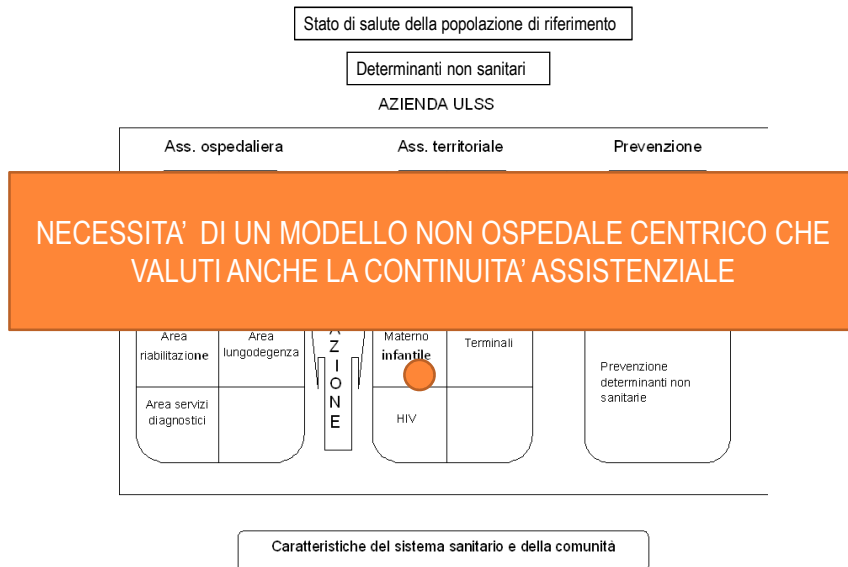 Stato di salute della popolazione di riferimento
Determinanti non sanitari
AZIENDA ULSS
Ass. ospedaliera
Ass. territoriale
Prevenzione
NECESSITA' DI UN MODELLO NON OSPEDALE CENTRICO CHE
VALUTI ANCHE LA CONTINUITA' ASSISTENZIALE
Area
riabilitazione
Area
lungodegenza
AZIONE
Materno
infantile
Terminali
Prevenzione
determinanti non
sanitarie
Area servizi
diagnostici
HIV
Caratteristiche del sistema sanitario e della comunità